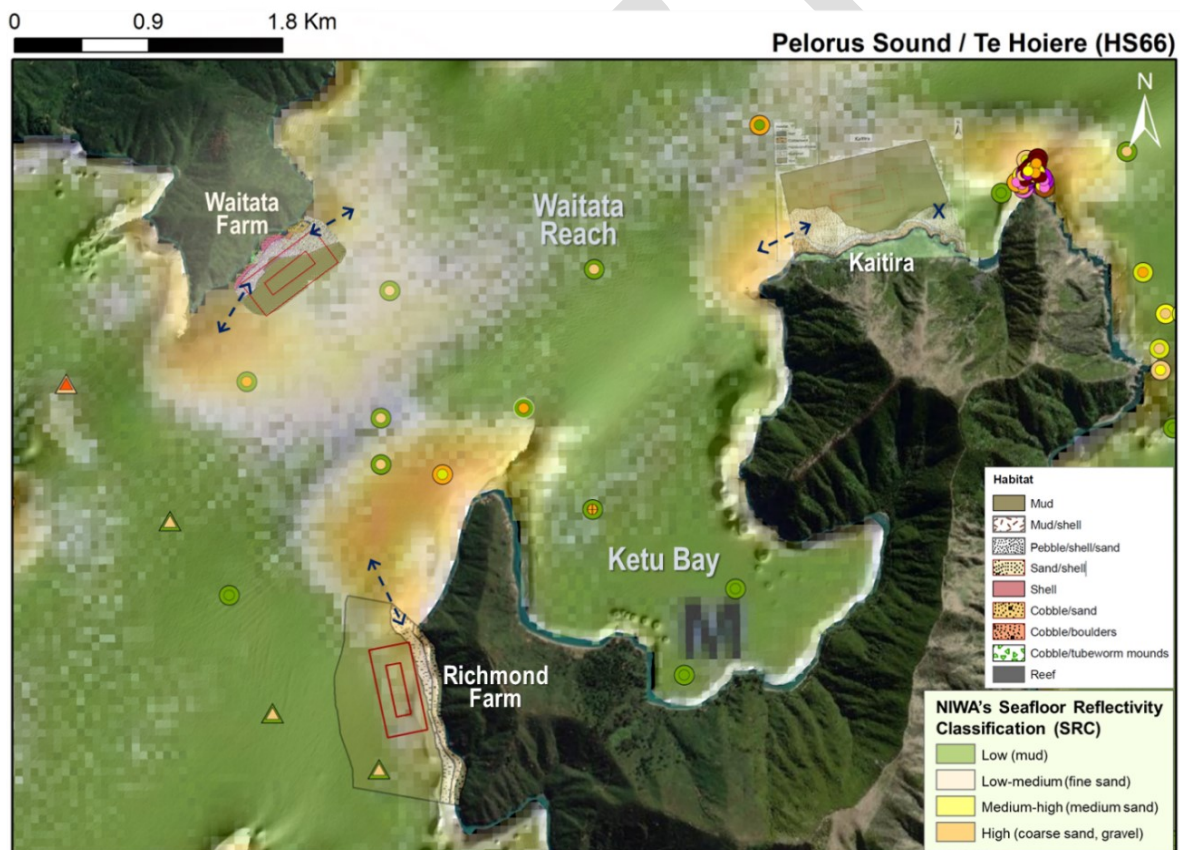 0 0.9 1.8 Km
Pelorus Sound / Te Hoiere (HS66)
N
Waitata
Farm
Waitata
Reach
X
Kaitira
Ketu Bay
M
Richmond
Farm
Habitat
Mud
Mud/shell
Pebble/shell/sand
Sand/shell
Shell
Cobble/sand
Cobble/boulders
Cobble/tubeworm mounds
Reef
NIWA's Seafloor Reflectivity
Classification (SRC)
Low (mud)
Low-medium (fine sand)
Medium-high (medium sand)
High (coarse sand, gravel)